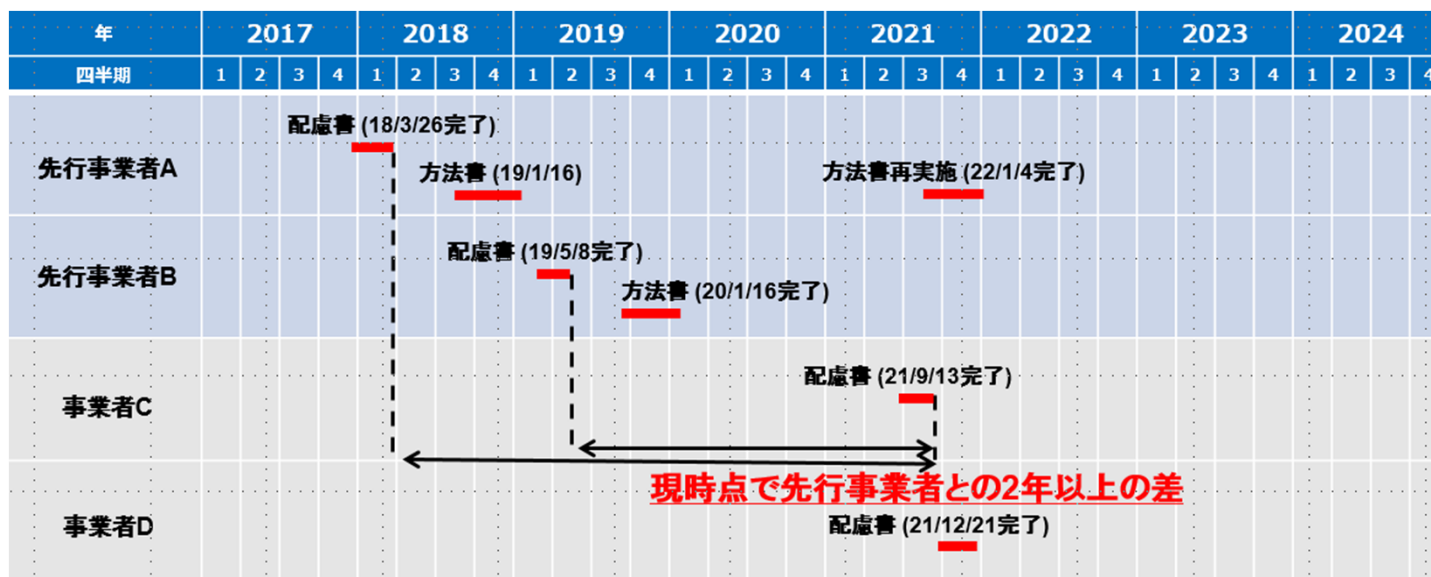 年 2017 2018 2019 2020 2021 2022 2023 2024
四半期 1 2 3 4 1 2 3 4 1 2 3 4 1 2 3 4 1 2 3 4 1 2 3 4 1 2 3 4 1 2 3 4
配慮書 (18/3/26完了)
先行事業者A
方法書 (19/1/16)
方法書再実施 (22/1/4完了)
配慮書 (19/5/8完了)
先行事業者B
方法書 (20/1/16完了)
配慮書 (21/9/13完了)
事業者C
現時点で先行事業者との2年以上の差
事業者D
配慮書 (21/12/21完了)